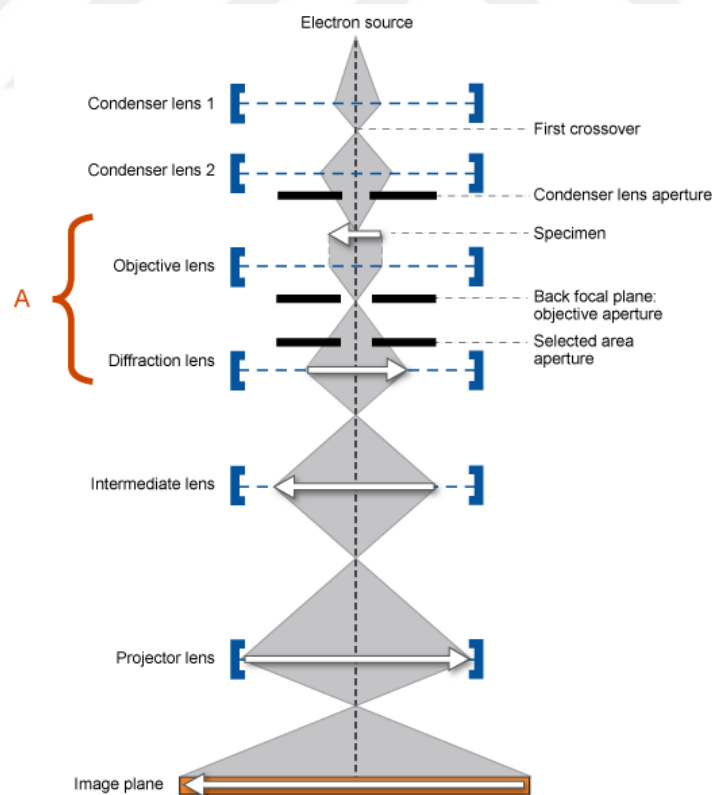 Electron source
Condenser lens 1
First crossover
Condenser lens 2
Condenser lens aperture
Specimen
A
Objective lens
Back focal plane:
objective aperture
Selected area
aperture
Diffraction lens
Intermediate lens
Projector lens
Image plane